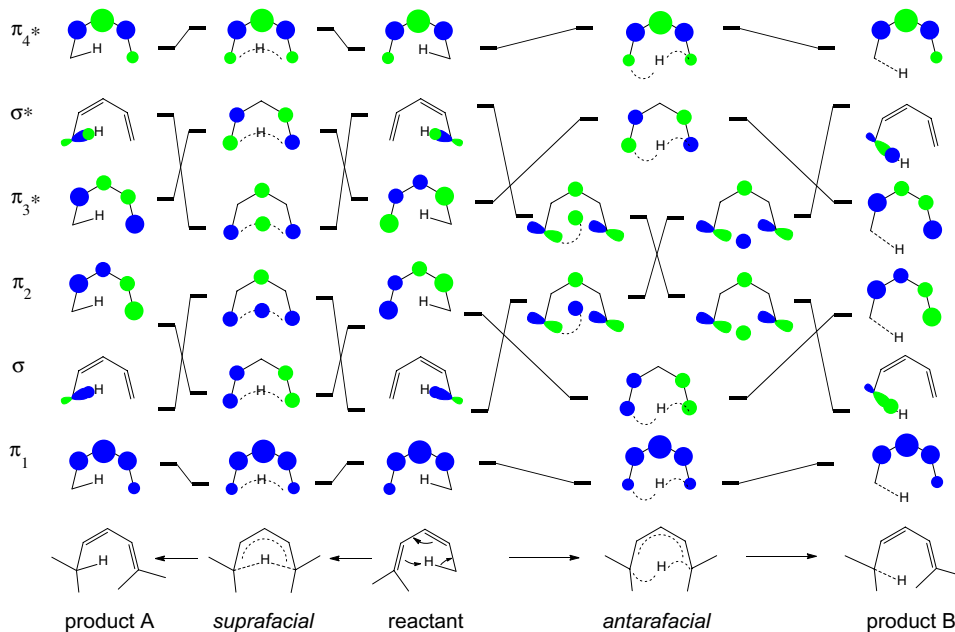 π4*
H H H H H
σ*
H H H H H
π3*
H H H
π2
H H H
σ
H H H H H
π1
H H H H H
H H H H H
product A suprafacial reactant antarafacial product B